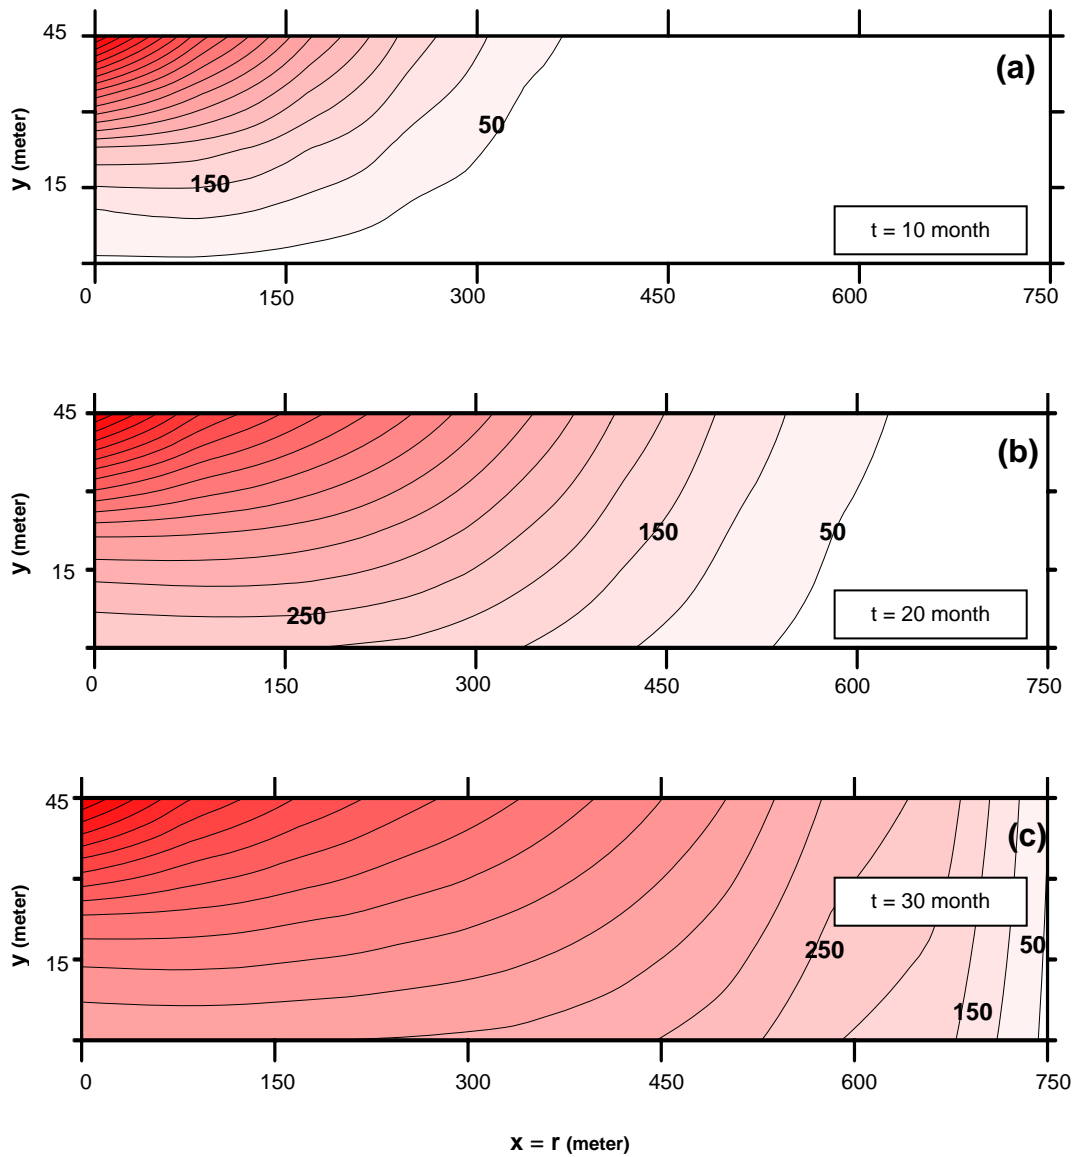 45
(a)
50
y (meter)
15
150
t = 10 month
0 150 300 450 600 750
45
(b)
150 50
y (meter)
15
250
t = 20 month
0 150 300 450 600 750
45
(c)
t = 30 month
y (meter)
15
250 50
150
0 150 300 450 600 750
x = r (meter)